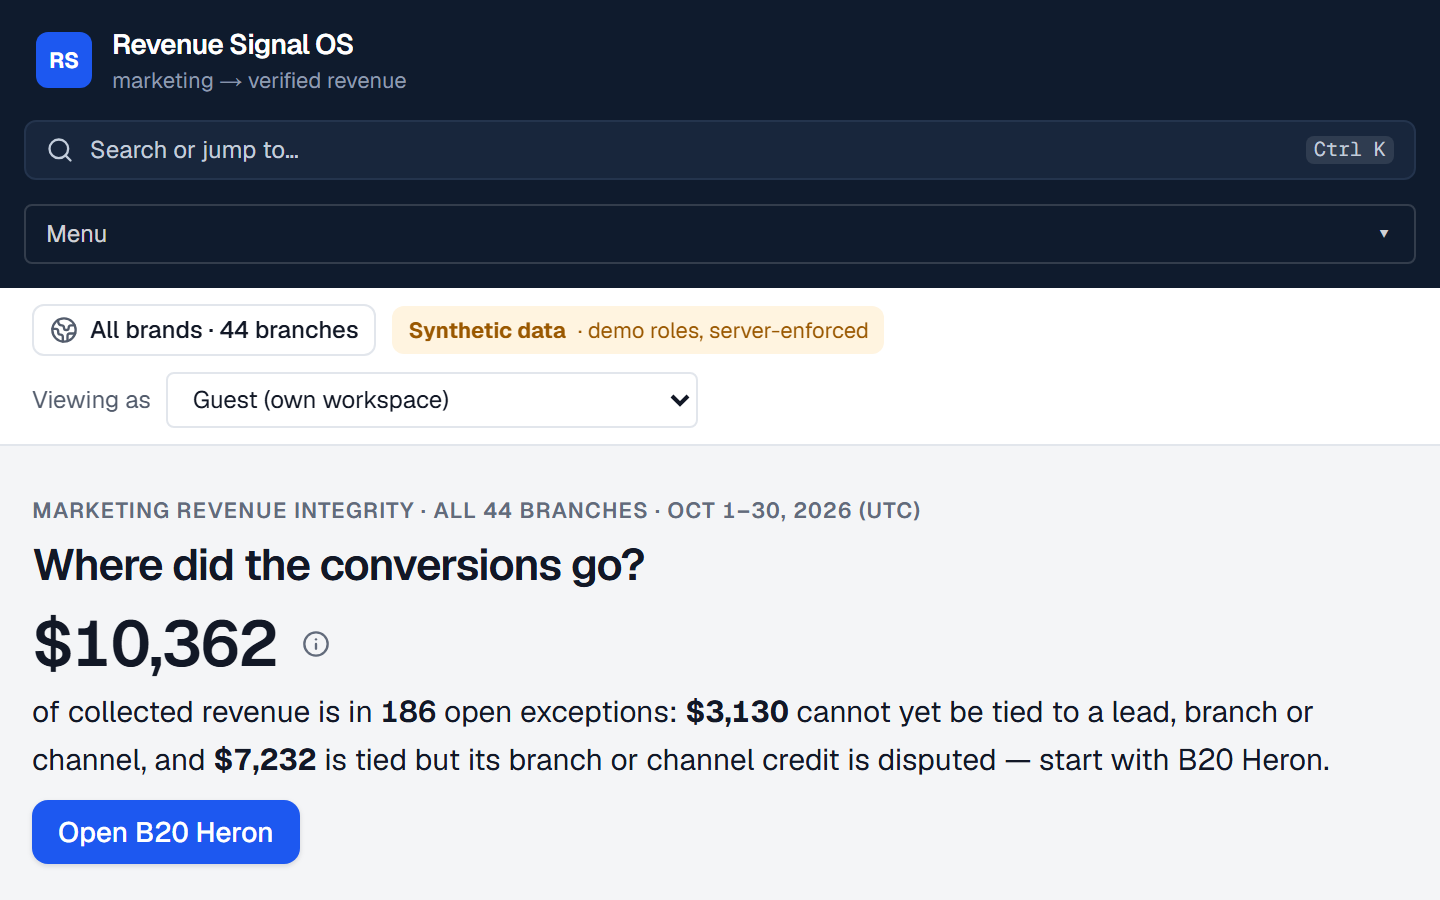 RS
Revenue Signal OS
marketing → verified revenue
Search or jump to...
Ctrl K
Menu
All brands · 44 branches
Synthetic data · demo roles, server-enforced
Viewing as
Guest (own workspace)
MARKETING REVENUE INTEGRITY · ALL 44 BRANCHES · OCT 1–30, 2026 (UTC)
Where did the conversions go?
$10,362
of collected revenue is in 186 open exceptions: $3,130 cannot yet be tied to a lead, branch or
channel, and $7,232 is tied but its branch or channel credit is disputed — start with B20 Heron.
Open B20 Heron